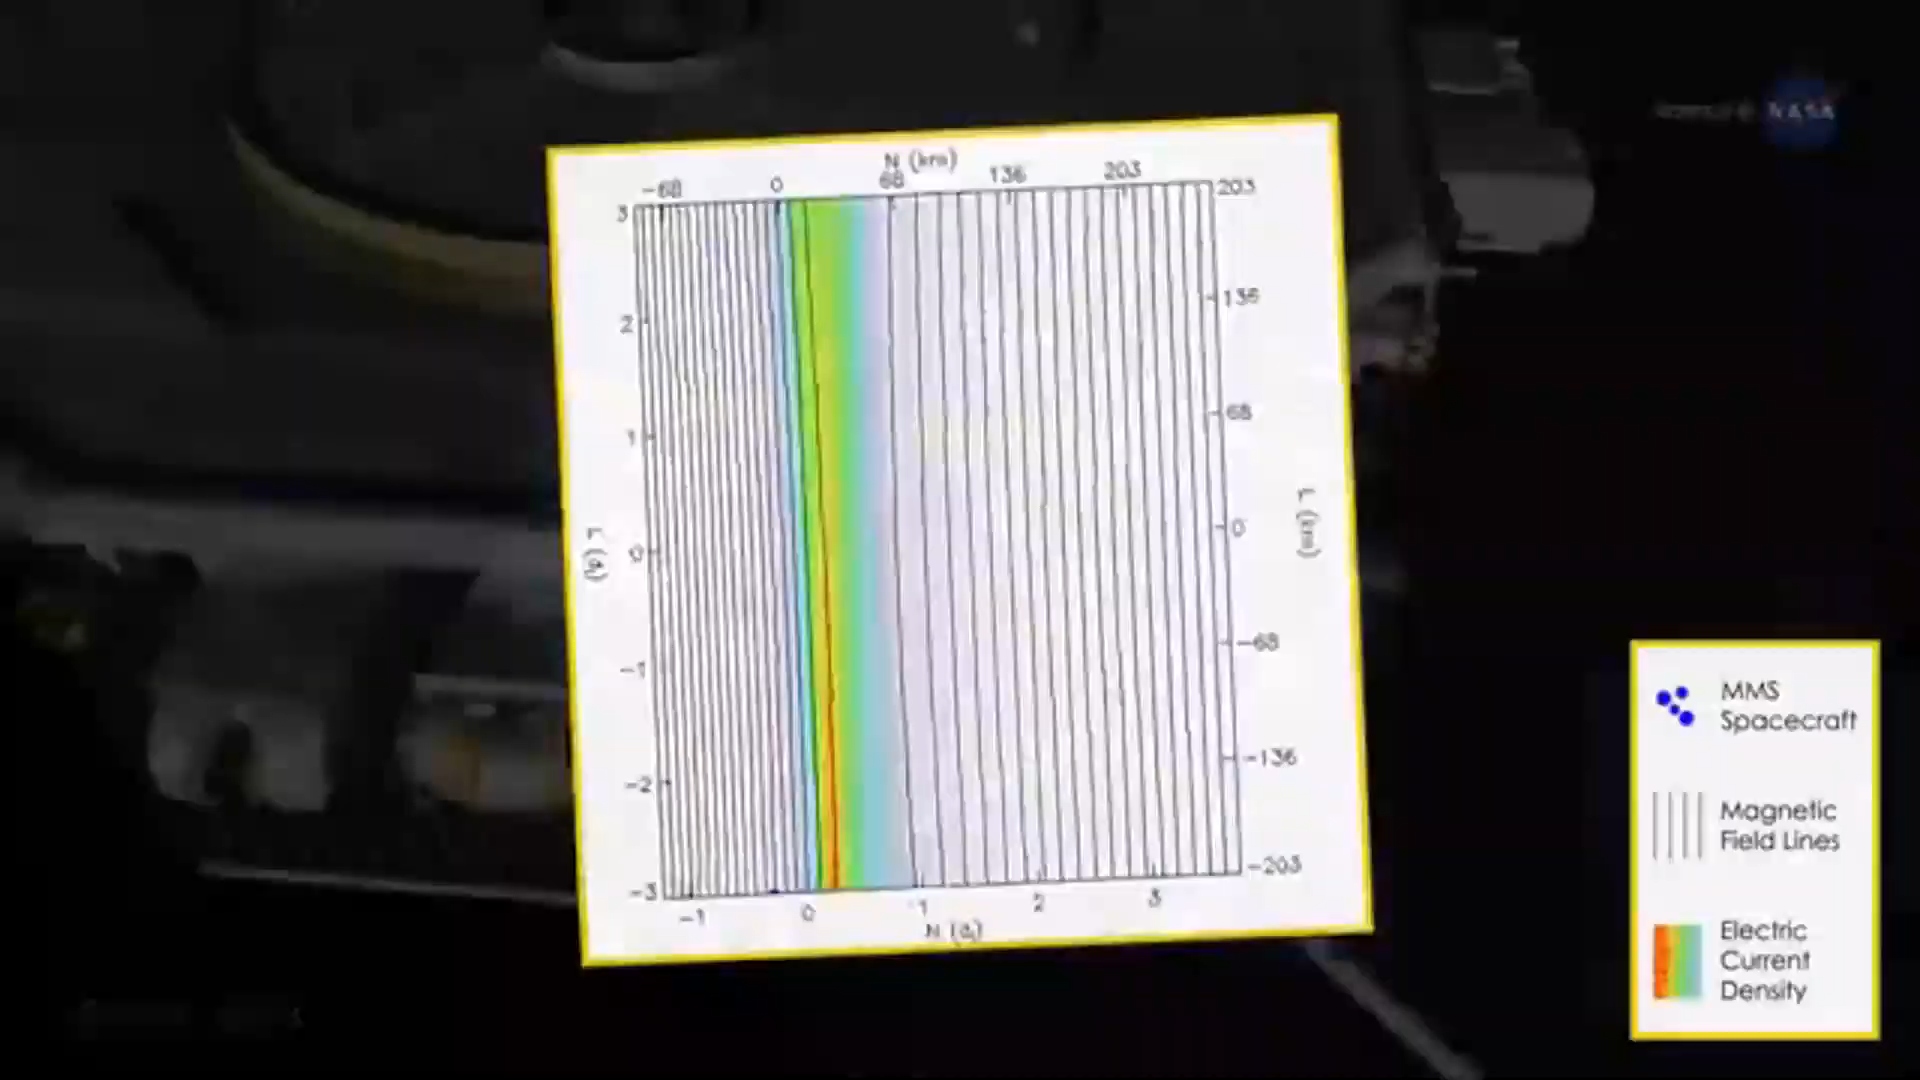 NASA
N (km)
-68 0 68 136 203
3 203
2 136
1 68
0 0
-1 -68
-2 -136
-3 -203
L (km)
-1 0 1 2 3
MMS
Spacecraft
Magnetic
Field Lines
Electric
Current
Density